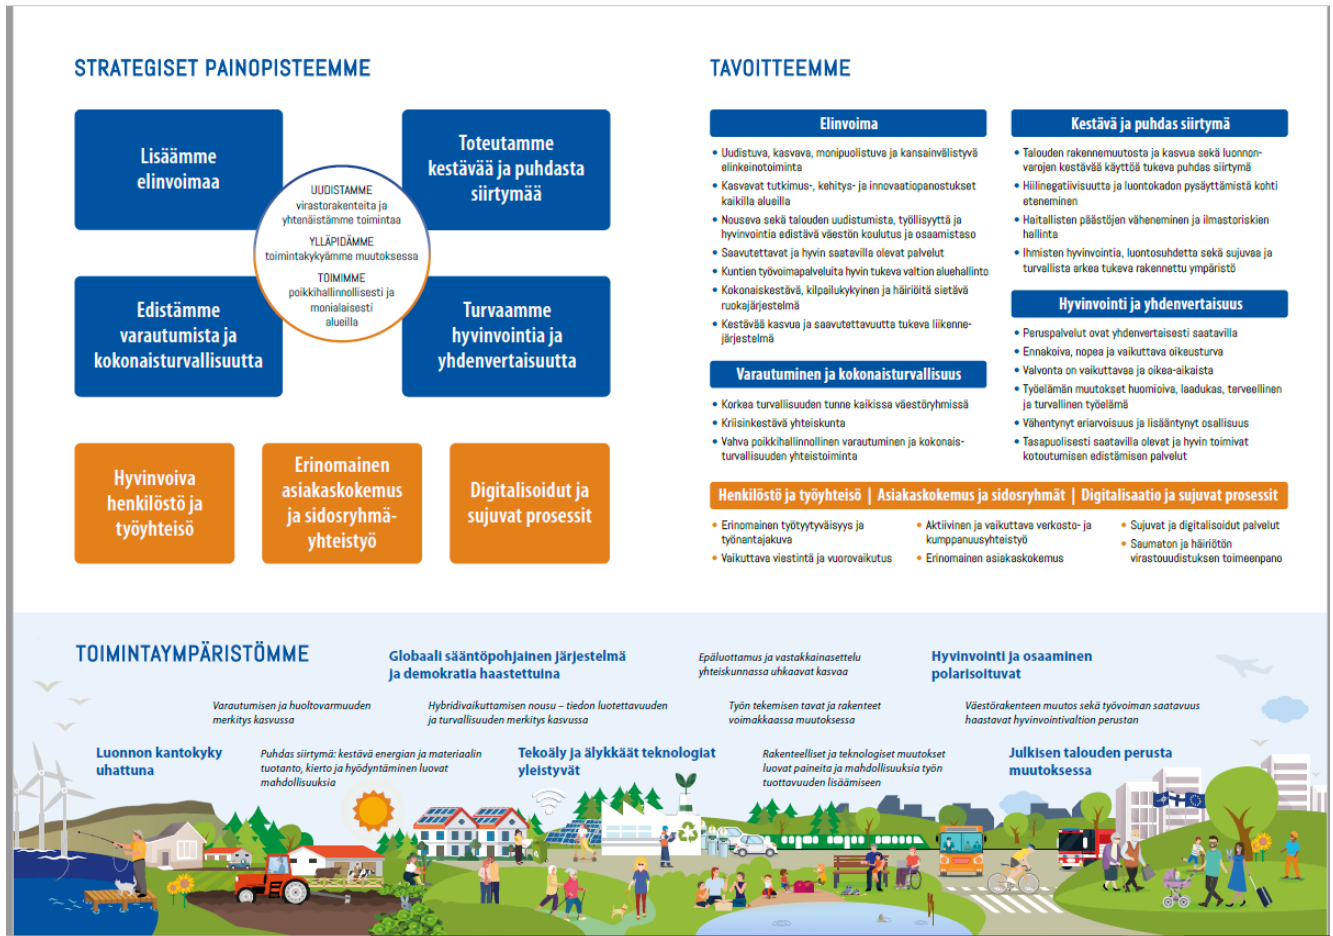 STRATEGISET PAINOPISTEEMME
Lisäämme
elinvoimaa
Toteutamme
kestävää ja puhdasta
siirtymää
UUDISTAMME
virastorakenteita ja
yhtenäistämme toimintaa
YLLÄPIDÄMME
toimintakykyämme muutoksessa
TOIMIMME
poikkihallinnollisesti ja
monialaisesti
alueilla
Edistämme
varautumista ja
kokonaisturvallisuutta
Turvaamme
hyvinvointia ja
yhdenvertaisuutta
Hyvinvoiva
henkilöstö ja
työyhteisö
Erinomainen
asiakaskokemus
ja sidosryhmä-
yhteistyö
Digitalisoidut ja
sujuvat prosessit
TAVOITTEEMME
Elinvoima
• Uudistuva, kasvava, monipuolistuva ja kansainvälistyvä
elinkeinotoiminta
• Kasvavat tutkimus-, kehitys- ja innovaatiopanostukset
kaikilla alueilla
• Nouseva sekä talouden uudistumista, työllisyyttä ja
hyvinvointia edistävä väestön koulutus ja osaamistaso
• Saavutettavat ja hyvin saatavilla olevat palvelut
• Kuntien työvoimapalveluita hyvin tukeva valtion aluehallinto
• Kokonaiskestävä, kilpailukykyinen ja häiriöitä sietävä
ruokajärjestelmä
• Kestävää kasvua ja saavutettavuutta tukeva liikenne-
järjestelmä
Varautuminen ja kokonaisturvallisuus
• Korkea turvallisuuden tunne kaikissa väestöryhmissä
• Kriisinkestävä yhteiskunta
• Vahva poikkihallinnollinen varautuminen ja kokonais-
turvallisuuden yhteistoiminta
Kestävä ja puhdas siirtymä
• Talouden rakennemuutosta ja kasvua sekä luonnon-
varojen kestävää käyttöä tukeva puhdas siirtymä
• Hiilinegatiivisuutta ja luontokadon pysäyttämistä kohti
eteneminen
• Haitallisten päästöjen väheneminen ja ilmastoriskien
hallinta
• Ihmisten hyvinvointia, luontosuhdetta sekä sujuvaa ja
turvallista arkea tukeva rakennettu ympäristö
Hyvinvointi ja yhdenvertaisuus
• Peruspalvelut ovat yhdenvertaisesti saatavilla
• Ennakoiva, nopea ja vaikuttava oikeusturva
• Valvonta on vaikuttavaa ja oikea-aikaista
• Työelämän muutokset huomioiva, laadukas, terveellinen
ja turvallinen työelämä
• Vähentynyt eriarvoisuus ja lisääntynyt osallisuus
• Tasapuolisesti saatavilla olevat ja hyvin toimivat
kotoutumisen edistämisen palvelut
Henkilöstö ja työyhteisö | Asiakaskokemus ja sidosryhmät | Digitalisaatio ja sujuvat prosessit
• Erinomainen työtyytyväisyys ja
työnantajakuva
• Vaikuttava viestintä ja vuorovaikutus
• Aktiivinen ja vaikuttava verkosto- ja
kumppanuusyhteistyö
• Erinomainen asiakaskokemus
• Sujuvat ja digitalisoidut palvelut
• Saumaton ja häiriötön
virastouudistuksen toimeenpano
TOIMINTAYMPÄRISTÖMME
Globaali sääntöpohjainen järjestelmä
ja demokratia haastettuina
Epäluottamus ja vastakkainasettelu
yhteiskunnassa uhkaavat kasvaa
Hyvinvointi ja osaaminen
polarisoituvat
Varautumisen ja huoltovarmuuden
merkitys kasvussa
Hybridivaikuttamisen nousu – tiedon luotettavuuden
ja turvallisuuden merkitys kasvussa
Työn tekemisen tavat ja rakenteet
voimakkaassa muutoksessa
Väestörakenteen muutos sekä työvoiman saatavuus
haastavat hyvinvointivaltion perustan
Luonnon kantokyky
uhattuna
Puhdas siirtymä: kestävä energian ja materiaalin
tuotanto, kierto ja hyödyntäminen luovat
mahdollisuuksia
Tekoäly ja älykkäät teknologiat
yleistyvät
Rakenteelliset ja teknologiset muutokset
luovat paineita ja mahdollisuuksia työn
tuottavuuden lisäämiseen
Julkisen talouden perusta
muutoksessa